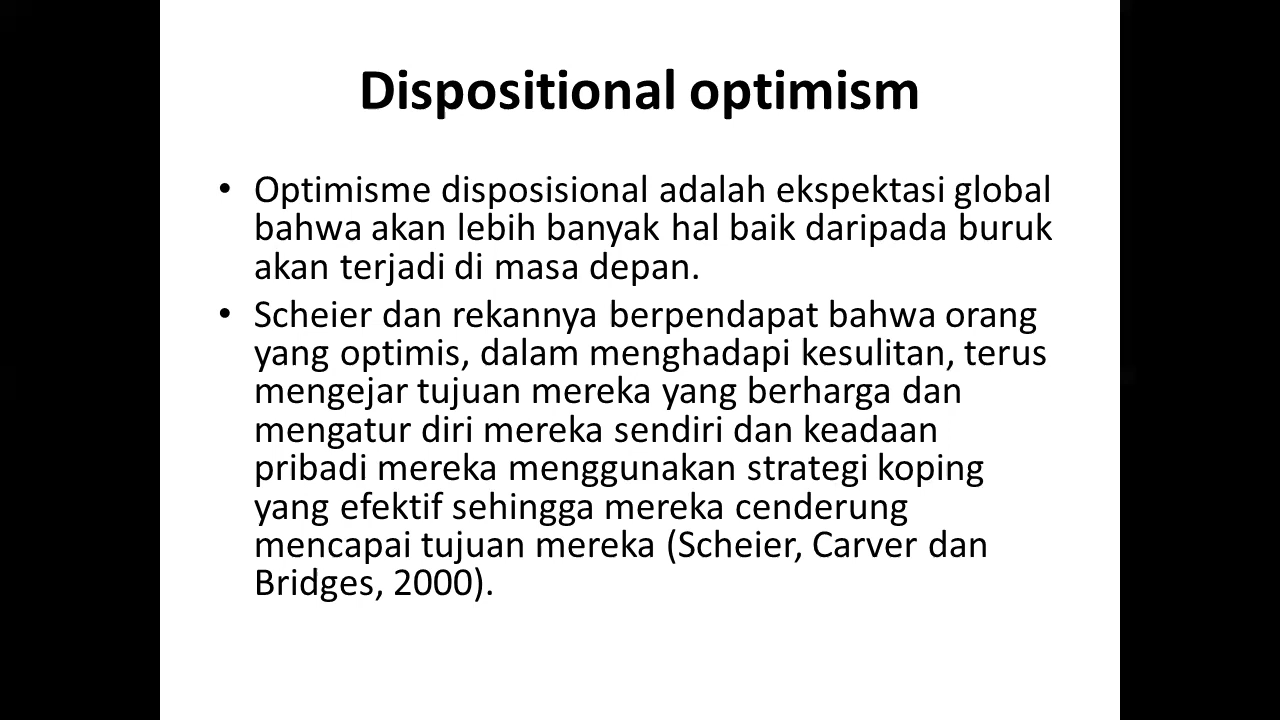 Dispositional optimism
• Optimisme disposisional adalah ekspektasi global
bahwa akan lebih banyak hal baik daripada buruk
akan terjadi di masa depan.
• Scheier dan rekannya berpendapat bahwa orang
yang optimis, dalam menghadapi kesulitan, terus
mengejar tujuan mereka yang berharga dan
mengatur diri mereka sendiri dan keadaan
pribadi mereka menggunakan strategi koping
yang efektif sehingga mereka cenderung
mencapai tujuan mereka (Scheier, Carver dan
Bridges, 2000).